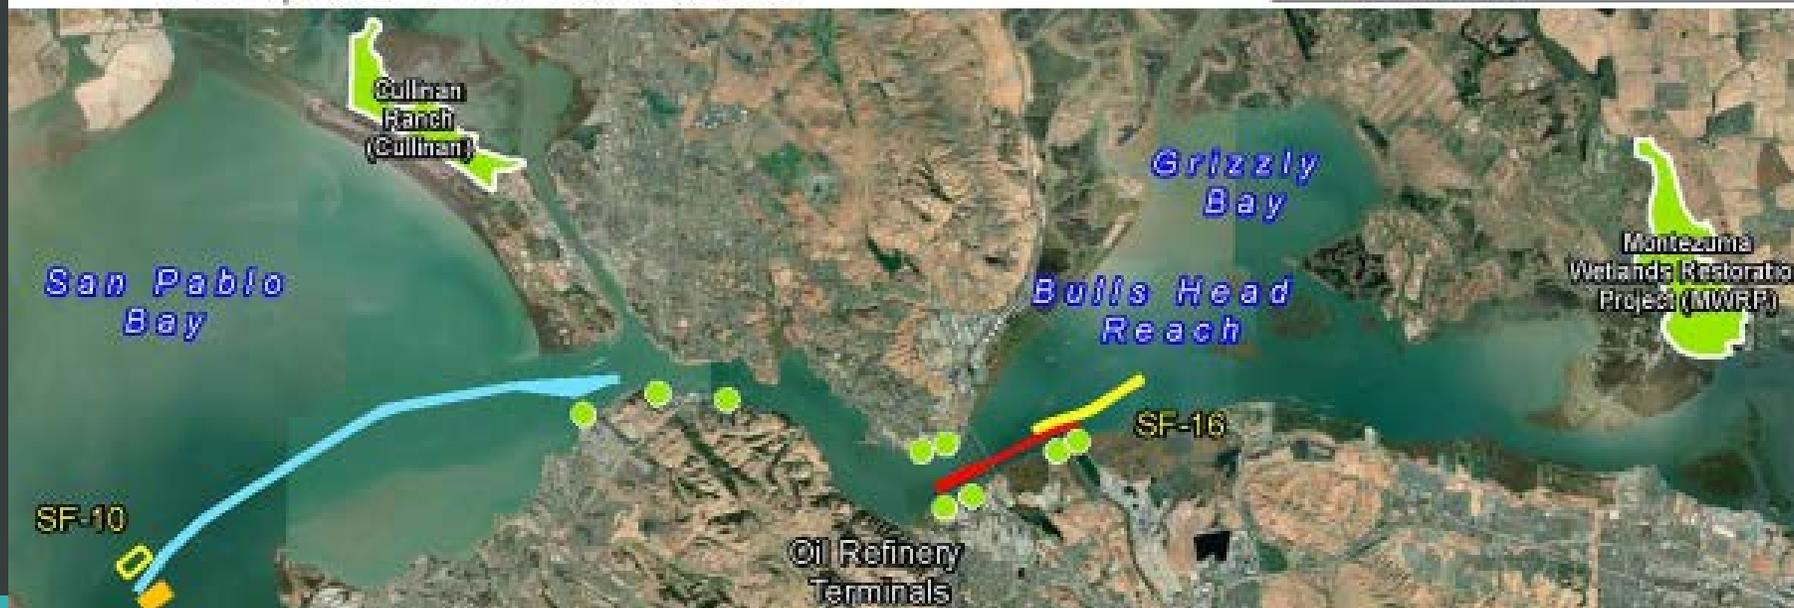 Cullinan
Ranch
(Cullinan)
San Pablo
Bay
Grizzly
Bay
Bulls Head
Reach
Montezuma
Wetlands Restoratio
Project (MWRP)
SF-16
SF-10
Oil Refinery
Terminals